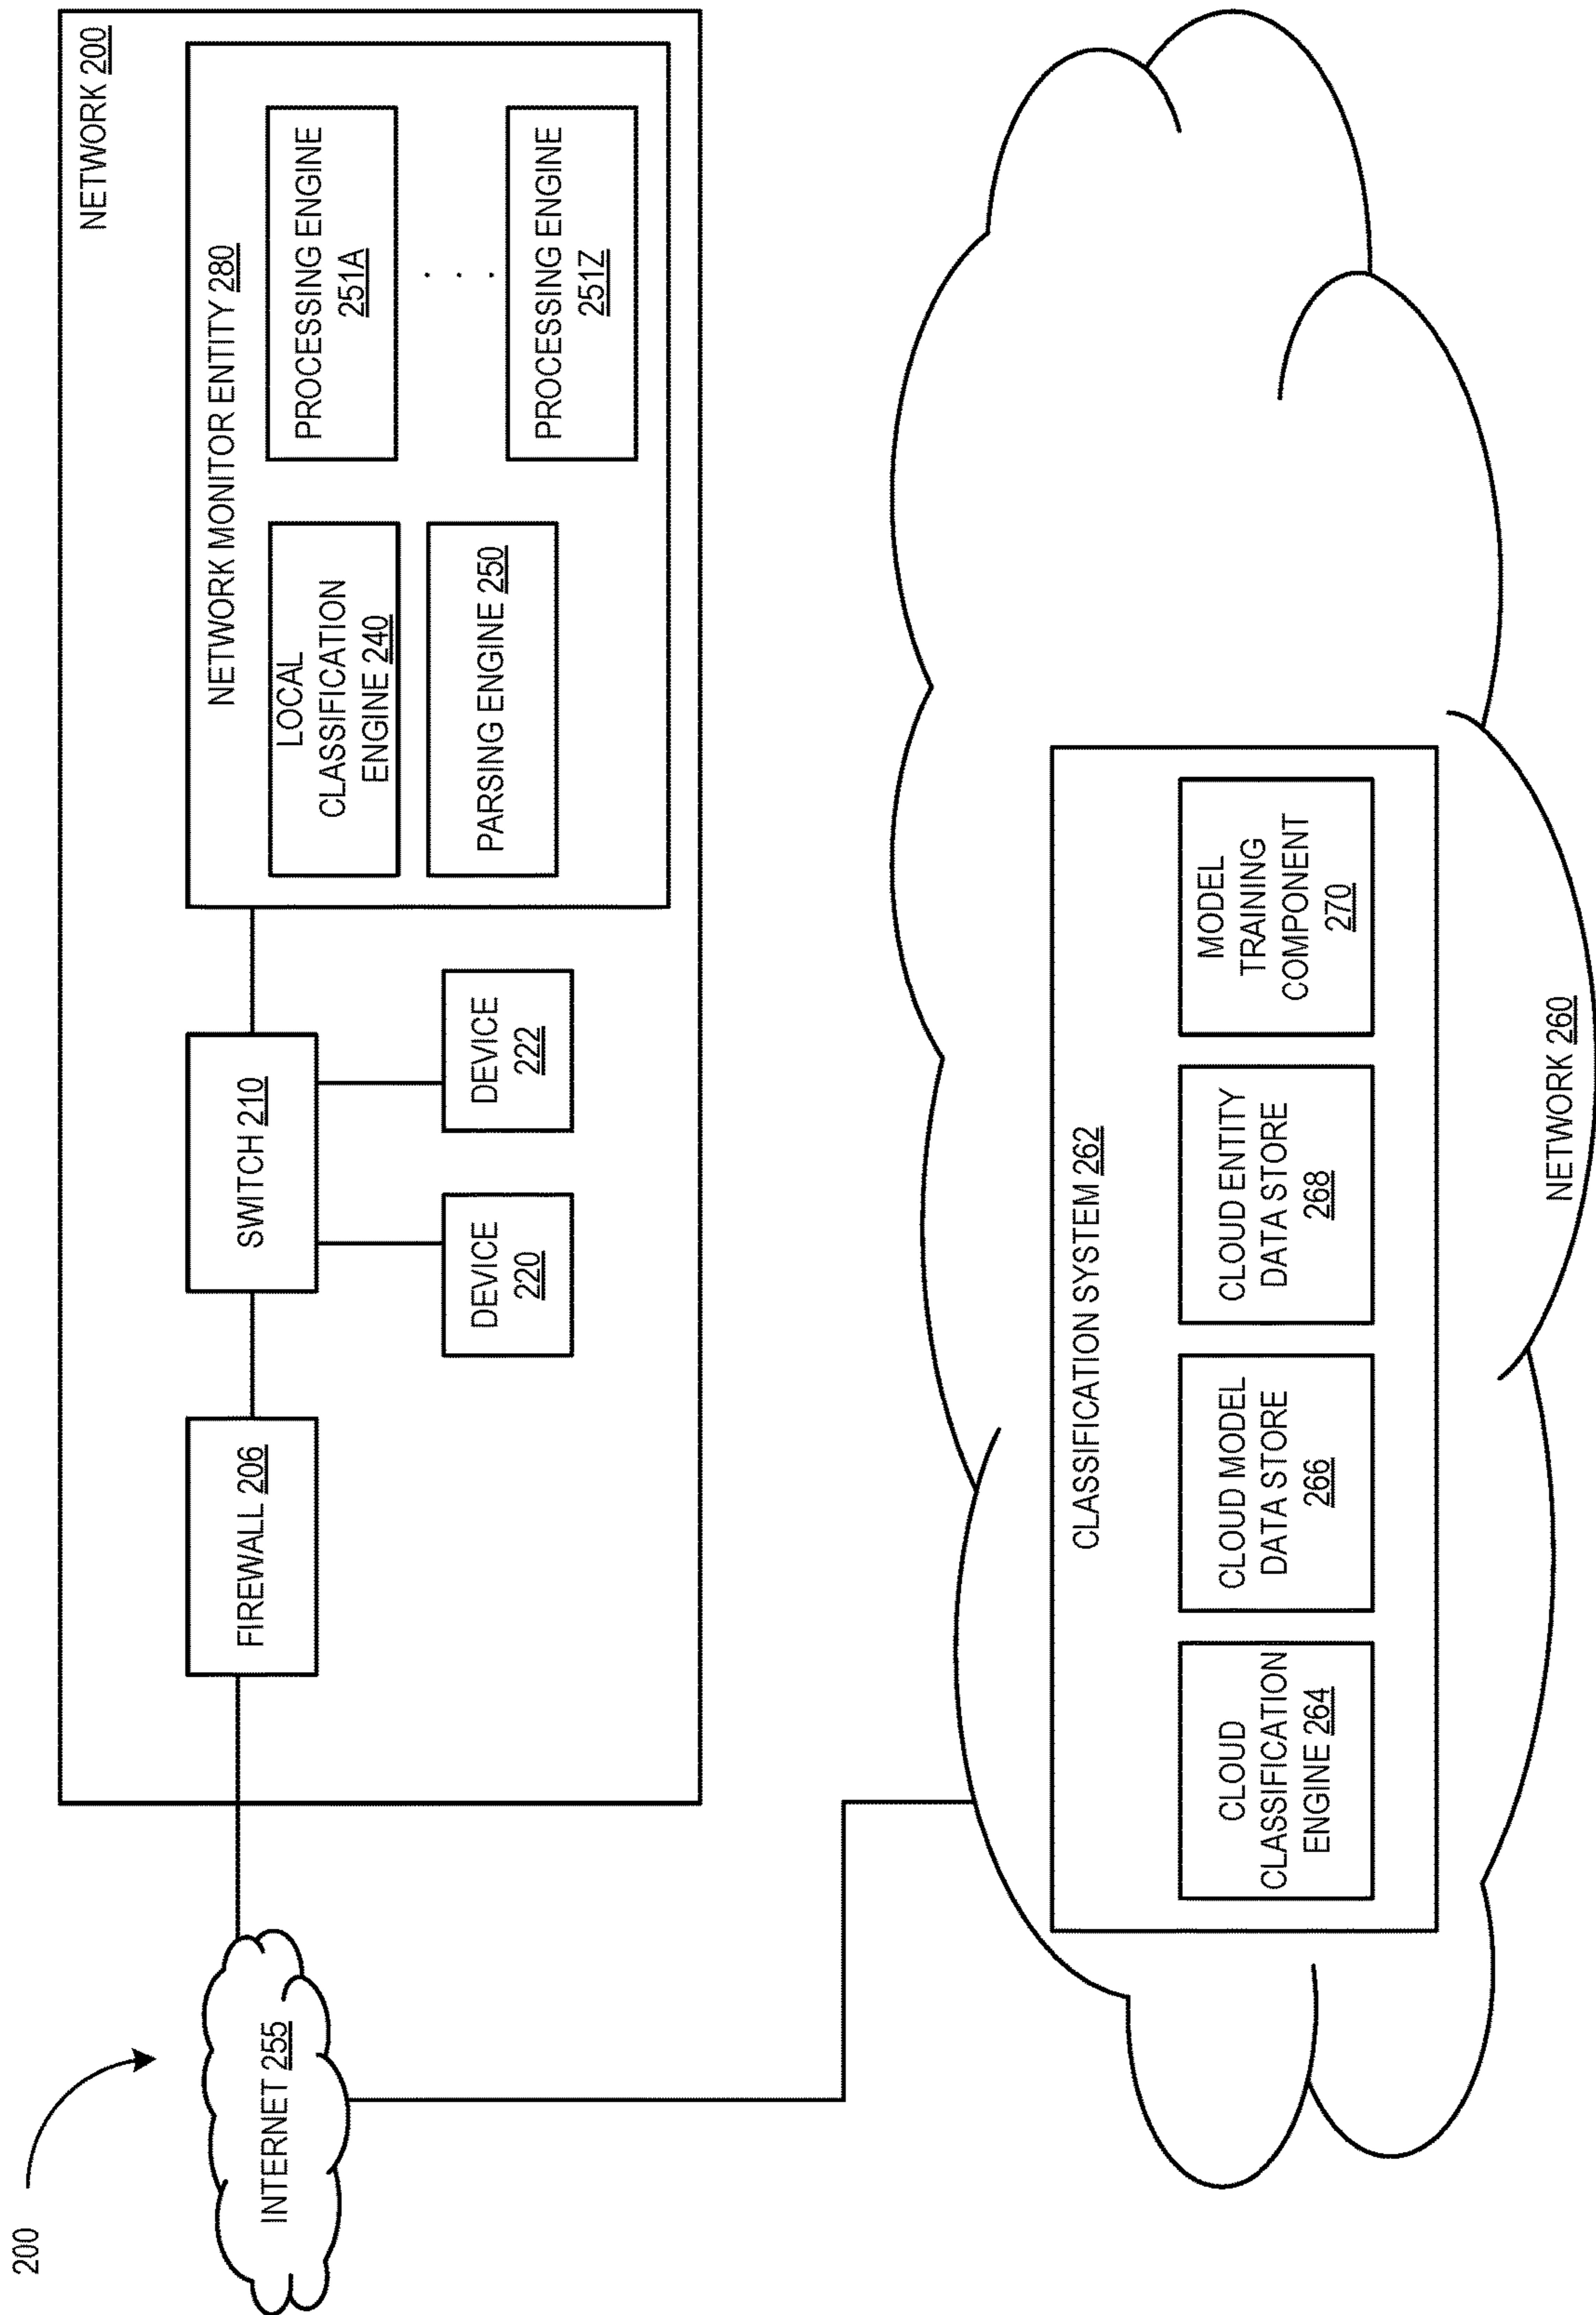 200
NETWORK 200
NETWORK MONITOR ENTITY 280
INTERNET 255
FIREWALL 206
SWITCH 210
DEVICE
220
DEVICE
222
LOCAL
CLASSIFICATION
ENGINE 240
PARSING ENGINE 250
PROCESSING ENGINE
251A
. . .
PROCESSING ENGINE
251Z
CLASSIFICATION SYSTEM 262
CLOUD
CLASSIFICATION
ENGINE 264
CLOUD MODEL
DATA STORE
266
CLOUD ENTITY
DATA STORE
268
MODEL
TRAINING
COMPONENT
270
NETWORK 260